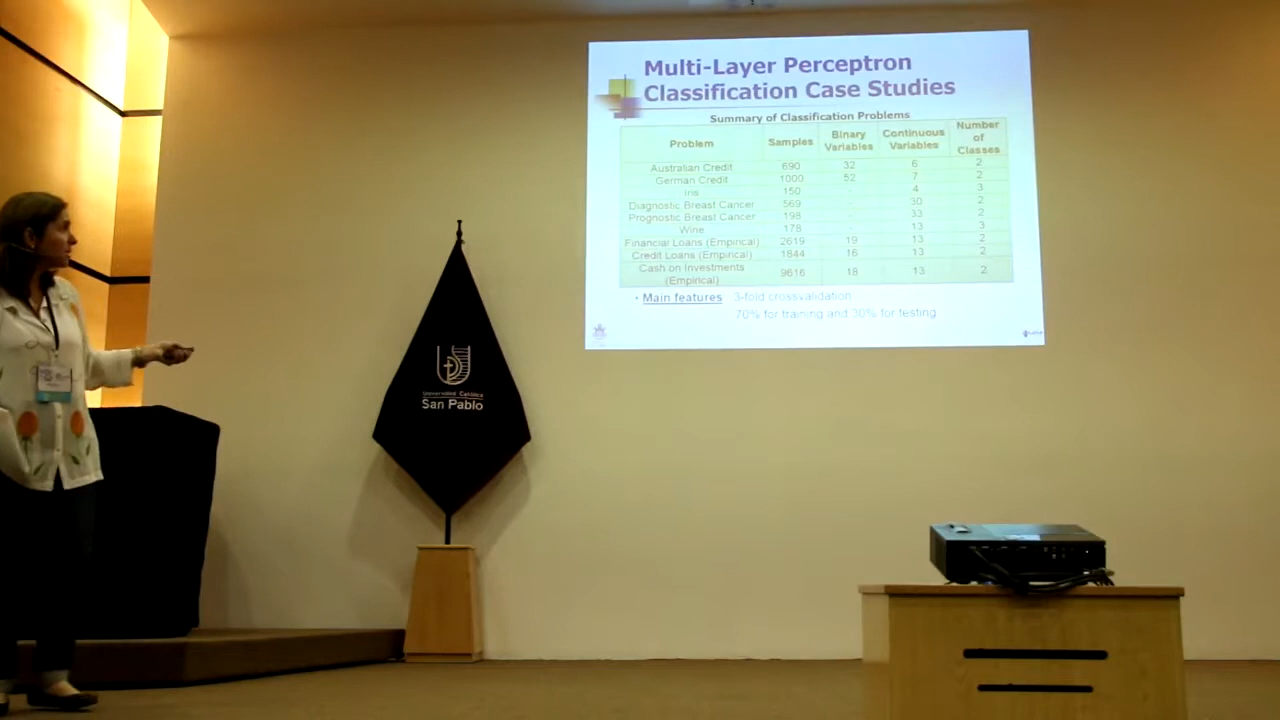 Multi-Layer Perceptron
Classification Case Studies
Summary of Classification Problems
Problem Samples Binary Variables Continuous Variables Number of Classes
Australian Credit 690 32 6 2
German Credit 1000 52 7 2
Iris 150 - 4 3
Diagnostic Breast Cancer 569 - 30 2
Prognostic Breast Cancer 198 - 33 2
Wine 178 - 13 3
Financial Loans (Empirical) 2619 19 13 2
Credit Loans (Empirical) 1844 16 13 2
Cash on Investments (Empirical) 9616 18 13 2
• Main features 3-fold crossvalidation
70% for training and 30% for testing
Universidad Católica
San Pablo